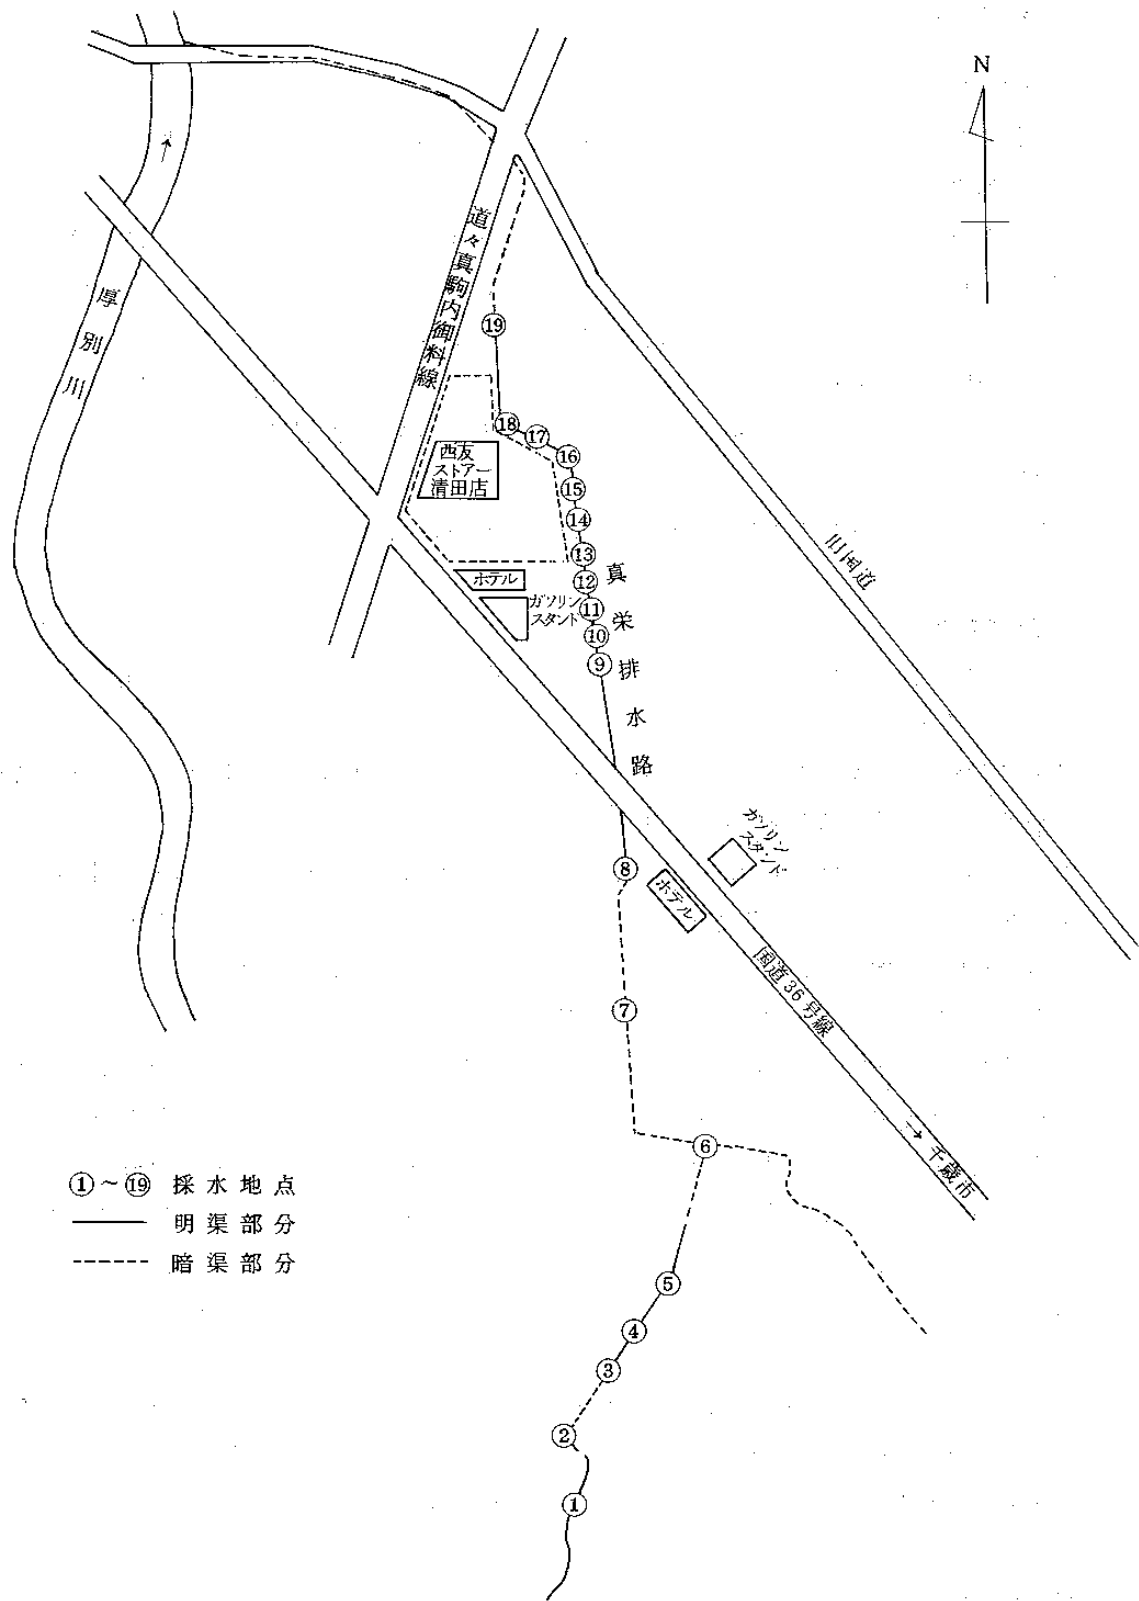 N
道々真駒内御料線
厚別川
⑲
⑱
⑰
⑯
西友
ストアー
清田店
⑮
⑭
⑬
ホテル
⑫
ガソリン
スタント
⑪
⑩
⑨
真栄排水路
旧国道
ガソリン
スタンド
⑧
ホテル
国道36号線
⑦
⑥
→千歳市
①～⑲ 採水地点
明渠部分
暗渠部分
⑤
④
③
②
①